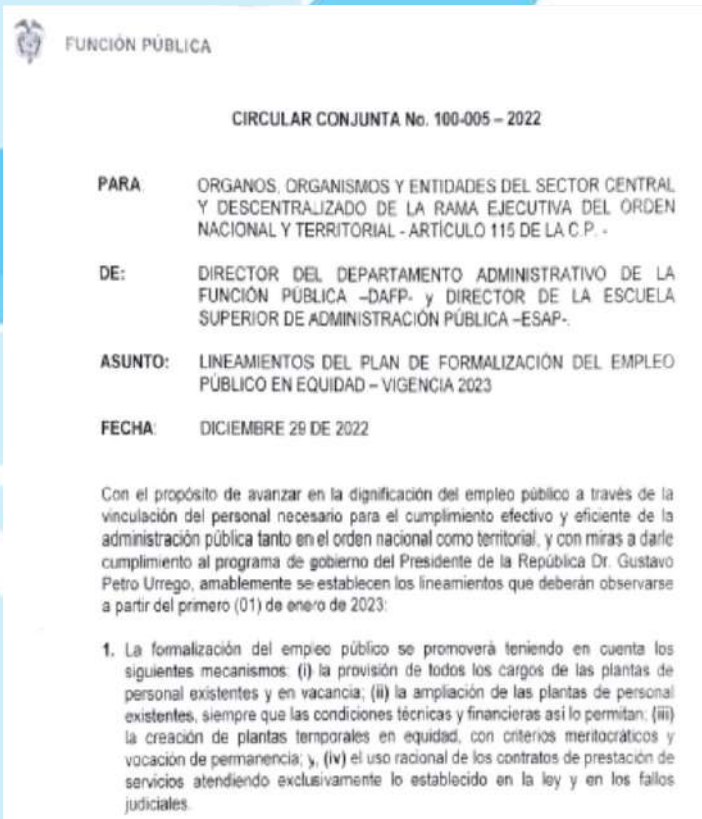 FUNCIÓN PÚBLICA
CIRCULAR CONJUNTA No. 100-005 – 2022
PARA ORGANOS, ORGANISMOS Y ENTIDADES DEL SECTOR CENTRAL
Y DESCENTRALIZADO DE LA RAMA EJECUTIVA DEL ORDEN
NACIONAL Y TERRITORIAL - ARTÍCULO 115 DE LA C.P. -
DE: DIRECTOR DEL DEPARTAMENTO ADMINISTRATIVO DE LA
FUNCIÓN PÚBLICA –DAFP- y DIRECTOR DE LA ESCUELA
SUPERIOR DE ADMINISTRACIÓN PÚBLICA –ESAP-.
ASUNTO: LINEAMIENTOS DEL PLAN DE FORMALIZACIÓN DEL EMPLEO
PÚBLICO EN EQUIDAD – VIGENCIA 2023
FECHA: DICIEMBRE 29 DE 2022
Con el propósito de avanzar en la dignificación del empleo público a través de la
vinculación del personal necesario para el cumplimiento efectivo y eficiente de la
administración pública tanto en el orden nacional como territorial, y con miras a darle
cumplimiento al programa de gobierno del Presidente de la República Dr. Gustavo
Petro Urrego, amablemente se establecen los lineamientos que deberán observarse
a partir del primero (01) de enero de 2023:
1. La formalización del empleo público se promoverá teniendo en cuenta los
siguientes mecanismos: (i) la provisión de todos los cargos de las plantas de
personal existentes y en vacancia; (ii) la ampliación de las plantas de personal
existentes, siempre que las condiciones técnicas y financieras así lo permitan; (iii)
la creación de plantas temporales en equidad, con criterios meritocráticos y
vocación de permanencia; y, (iv) el uso racional de los contratos de prestación de
servicios atendiendo exclusivamente lo establecido en la ley y en los fallos
judiciales.